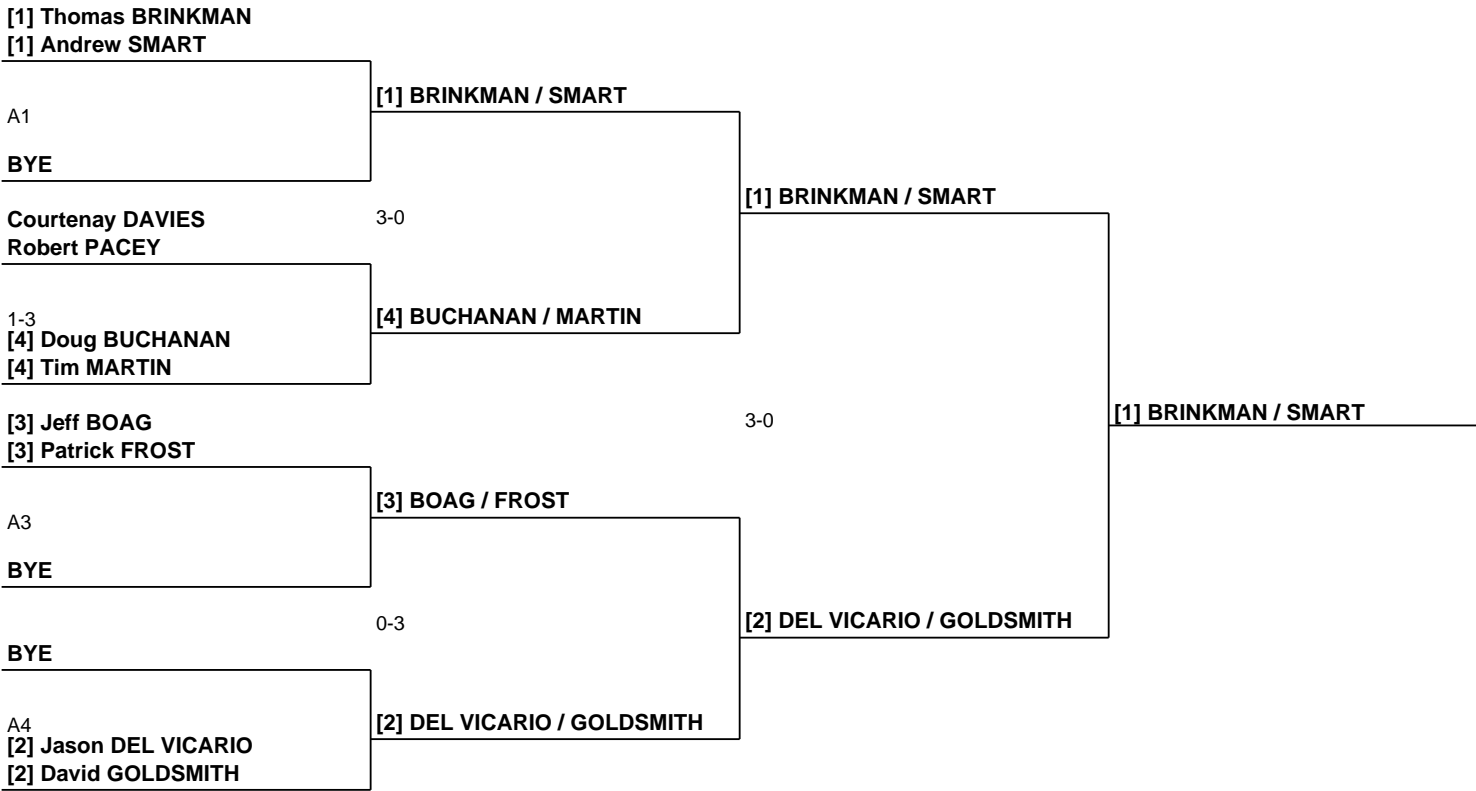 [1] Thomas BRINKMAN
[1] Andrew SMART
A1
BYE
Courtenay DAVIES
Robert PACEY
1-3
[4] Doug BUCHANAN
[4] Tim MARTIN
[3] Jeff BOAG
[3] Patrick FROST
A3
BYE
BYE
A4
[2] Jason DEL VICARIO
[2] David GOLDSMITH
[1] BRINKMAN / SMART
3-0
[4] BUCHANAN / MARTIN
[3] BOAG / FROST
0-3
[2] DEL VICARIO / GOLDSMITH
[1] BRINKMAN / SMART
3-0
[2] DEL VICARIO / GOLDSMITH
[1] BRINKMAN / SMART